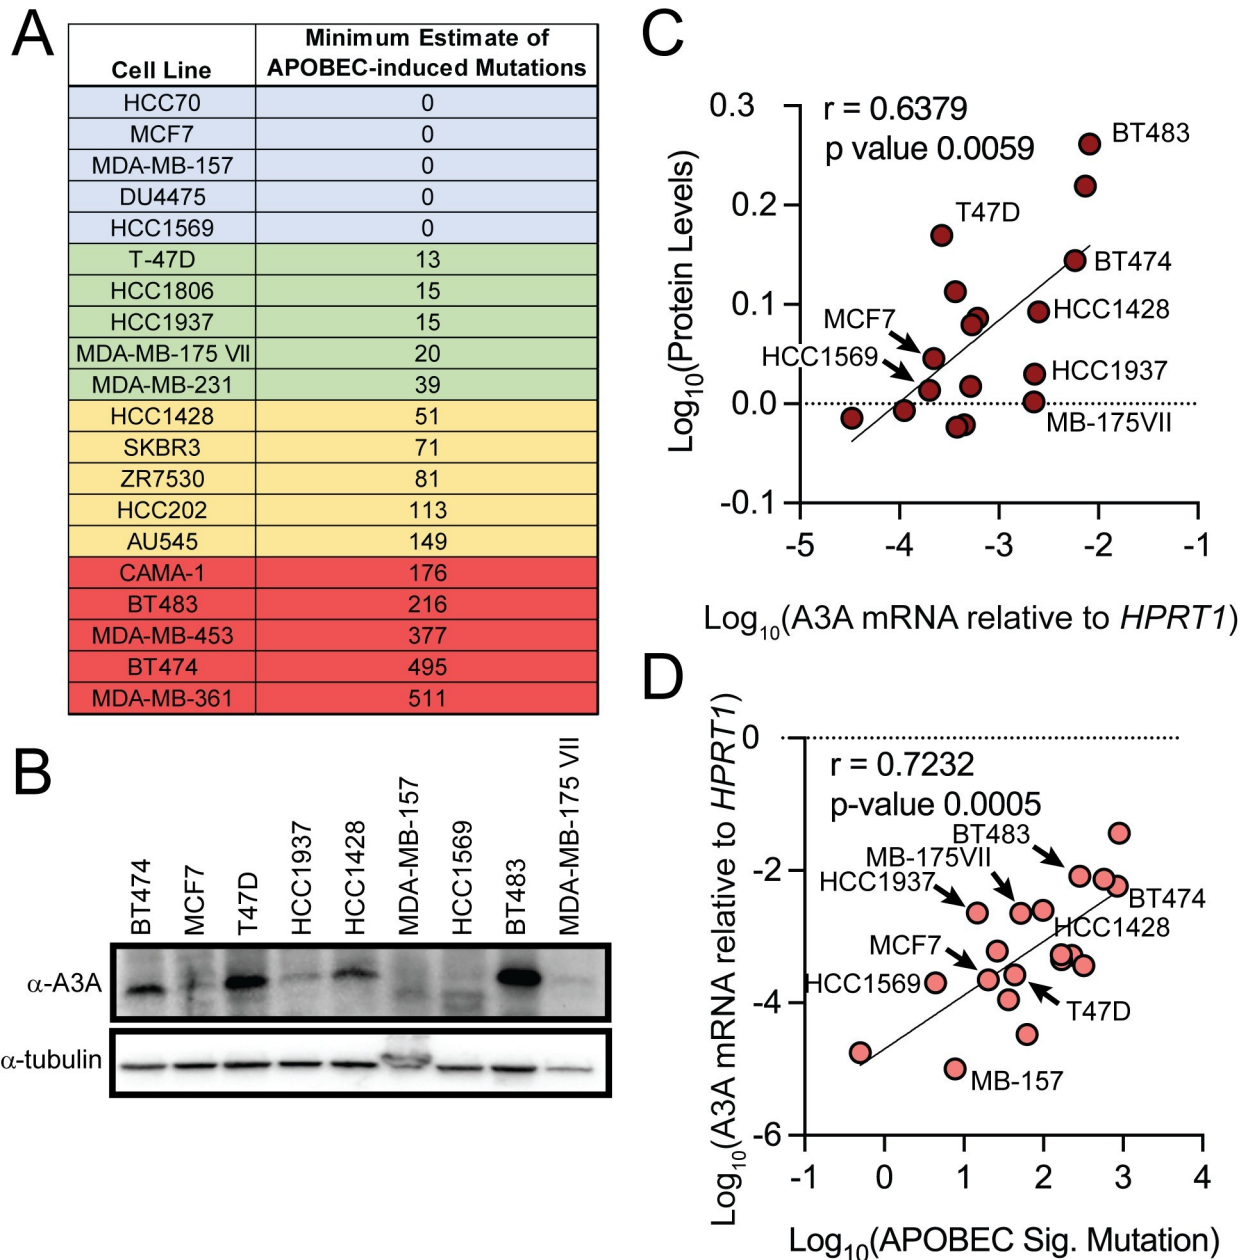 A
Cell Line
Minimum Estimate of
APOBEC-induced Mutations
HCC70 0
MCF7 0
MDA-MB-157 0
DU4475 0
HCC1569 0
T-47D 13
HCC1806 15
HCC1937 15
MDA-MB-175 VII 20
MDA-MB-231 39
HCC1428 51
SKBR3 71
ZR7530 81
HCC202 113
AU545 149
CAMA-1 176
BT483 216
MDA-MB-453 377
BT474 495
MDA-MB-361 511
B
BT474
MCF7
T47D
HCC1937
HCC1428
MDA-MB-157
HCC1569
BT483
MDA-MB-175 VII
α-A3A
α-tubulin
C
r = 0.6379
p value 0.0059
Log10(Protein Levels)
0.3
0.2
0.1
0.0
-0.1
BT483
T47D
BT474
HCC1428
MCF7
HCC1569
HCC1937
MB-175VII
-5 -4 -3 -2 -1
Log10(A3A mRNA relative to HPRT1)
D
r = 0.7232
p-value 0.0005
Log10(A3A mRNA relative to HPRT1)
0
-2
-4
-6
BT483
MB-175VII
HCC1937
BT474
HCC1428
MCF7
HCC1569
T47D
MB-157
-1 0 1 2 3 4
Log10(APOBEC Sig. Mutation)